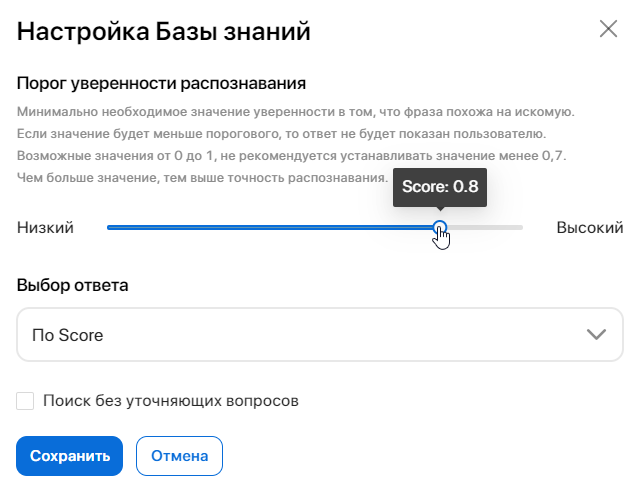 Настройка Базы знаний
Порог уверенности распознавания
Минимально необходимое значение уверенности в том, что фраза похожа на искомую.
Если значение будет меньше порогового, то ответ не будет показан пользователю.
Возможные значения от 0 до 1, не рекомендуется устанавливать значение менее 0,7.
Чем больше значение, тем выше точность распознавания.
Score: 0.8
Низкий
Высокий
Выбор ответа
По Score
Поиск без уточняющих вопросов
Сохранить
Отмена